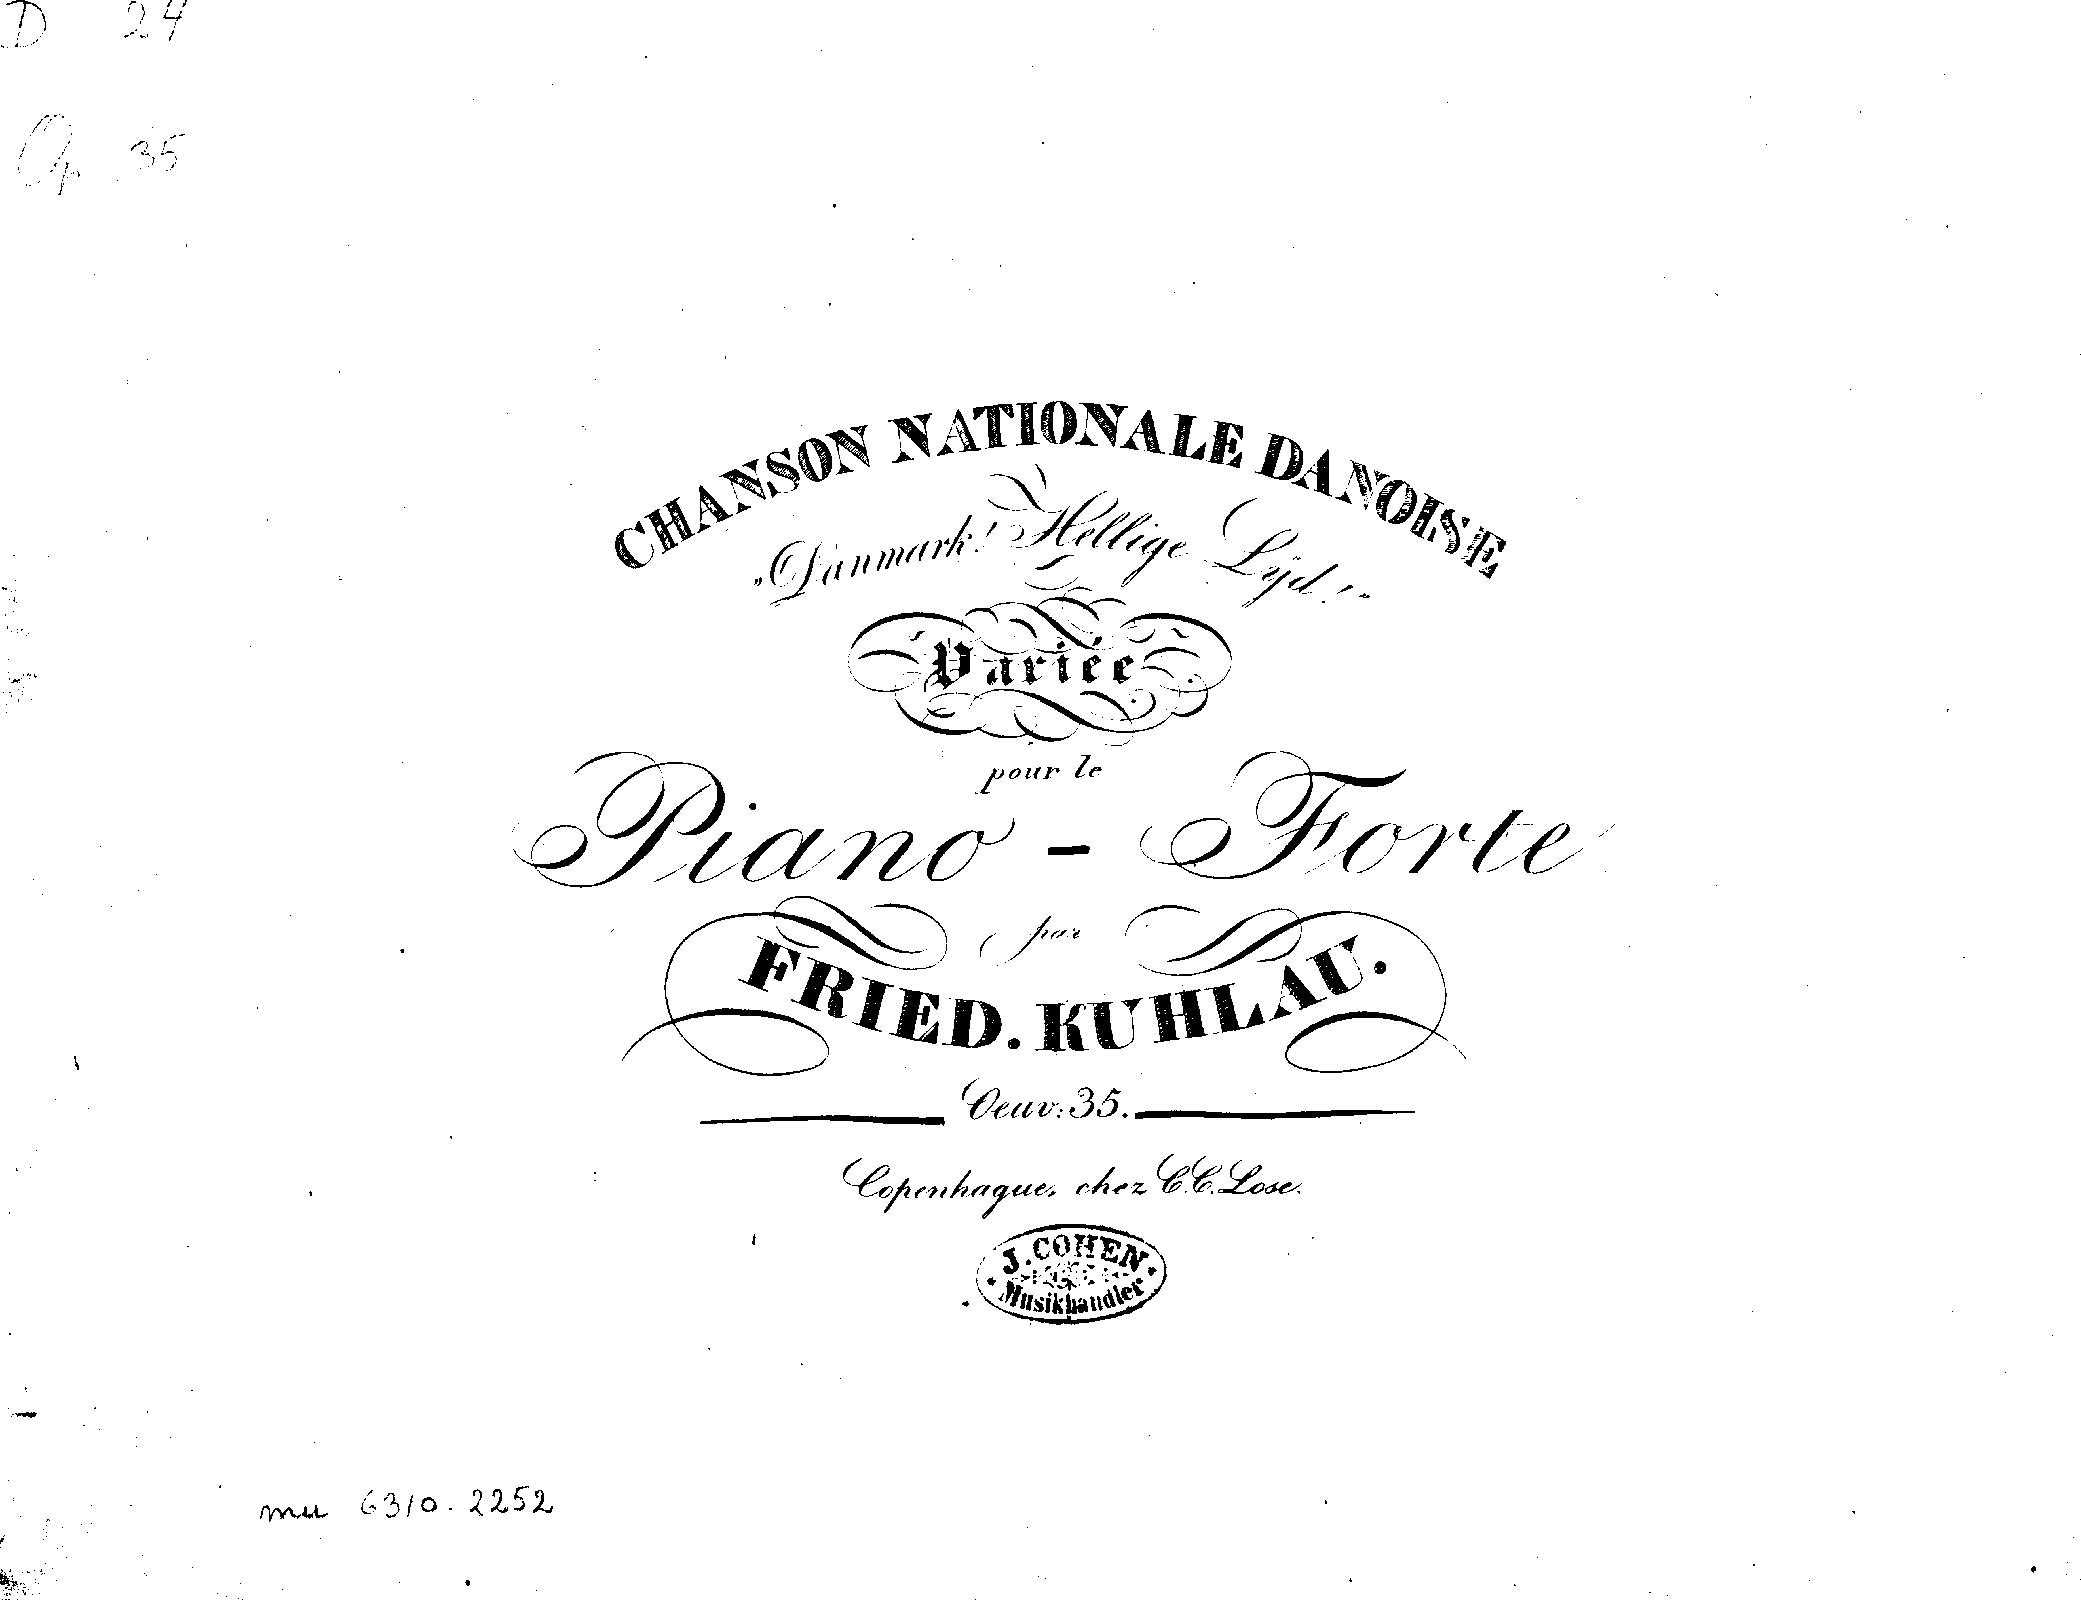 D 24
Op 35
CHANSON NATIONALE DANOISE
„Danmark! Hellige Lÿd!"
Variée
pour le
Piano - Forte
par
FRIED. KUHLAU.
Oeuv: 35.
Copenhague, chez C.C. Lose.
J. COHEN
Musikhandler
mu 6310.2252